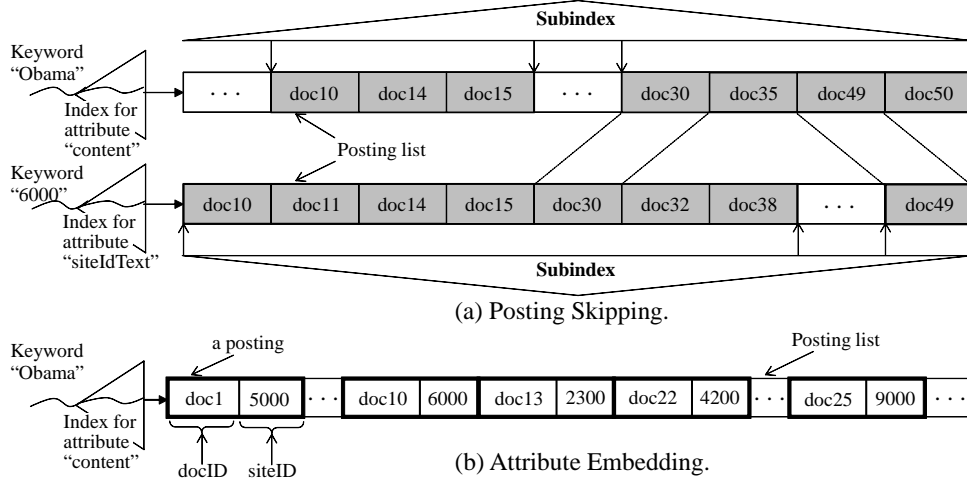 Subindex
Keyword
“Obama”
Index for
attribute
“content”
. . . doc10 doc14 doc15 . . . doc30 doc35 doc49 doc50
Posting list
Keyword
“6000”
Index for
attribute
“siteIdText”
doc10 doc11 doc14 doc15 doc30 doc32 doc38 . . . doc49
Subindex
(a) Posting Skipping.
Keyword
“Obama”
Index for
attribute
“content”
a posting
Posting list
doc1 5000 . . . doc10 6000 doc13 2300 doc22 4200 . . . doc25 9000 . . .
docID siteID
(b) Attribute Embedding.